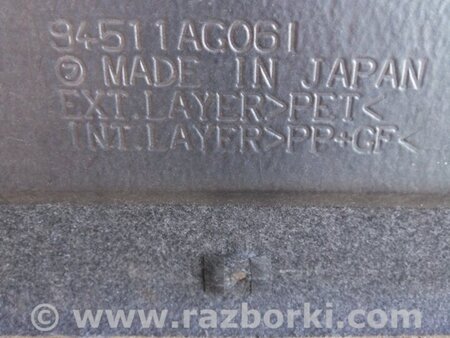 94511AG061
MADE IN JAPAN
EXT.LAYER>PET<
INT.LAYER>PP+GF<
© www.razborki.com/